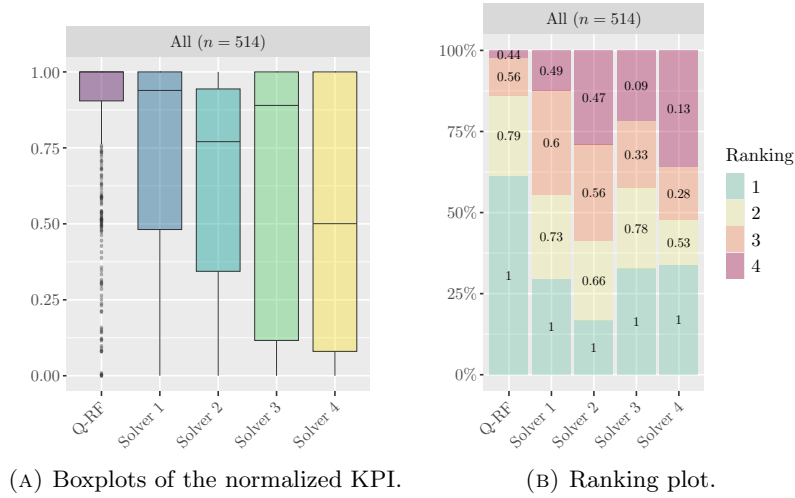 All (n = 514)
1.00
0.75
0.50
0.25
0.00
Q-RF
Solver 1
Solver 2
Solver 3
Solver 4
(A) Boxplots of the normalized KPI.
All (n = 514)
100%
75%
50%
25%
0%
0.44
0.56
0.79
1
0.49
0.6
0.73
1
0.47
0.56
0.66
1
0.09
0.33
0.78
1
0.13
0.28
0.53
1
Q-RF
Solver 1
Solver 2
Solver 3
Solver 4
Ranking
1
2
3
4
(B) Ranking plot.